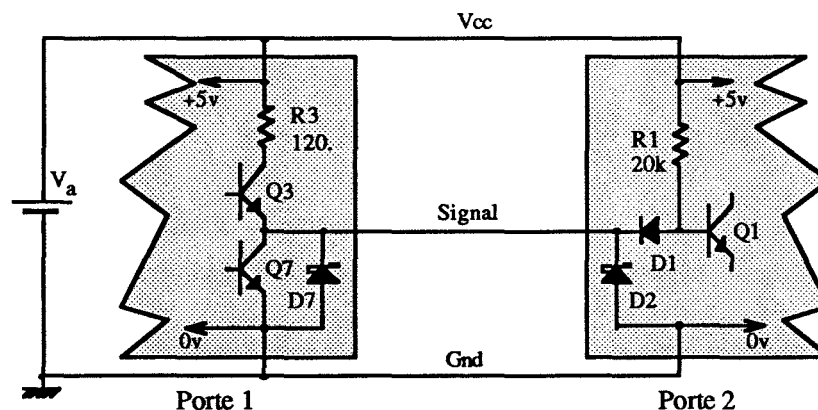 Vcc
+5v
R3
120.
Va
Q3
Signal
Q7
D7
0v
Gnd
Porte 1
+5v
R1
20k
D1
Q1
D2
0v
Porte 2